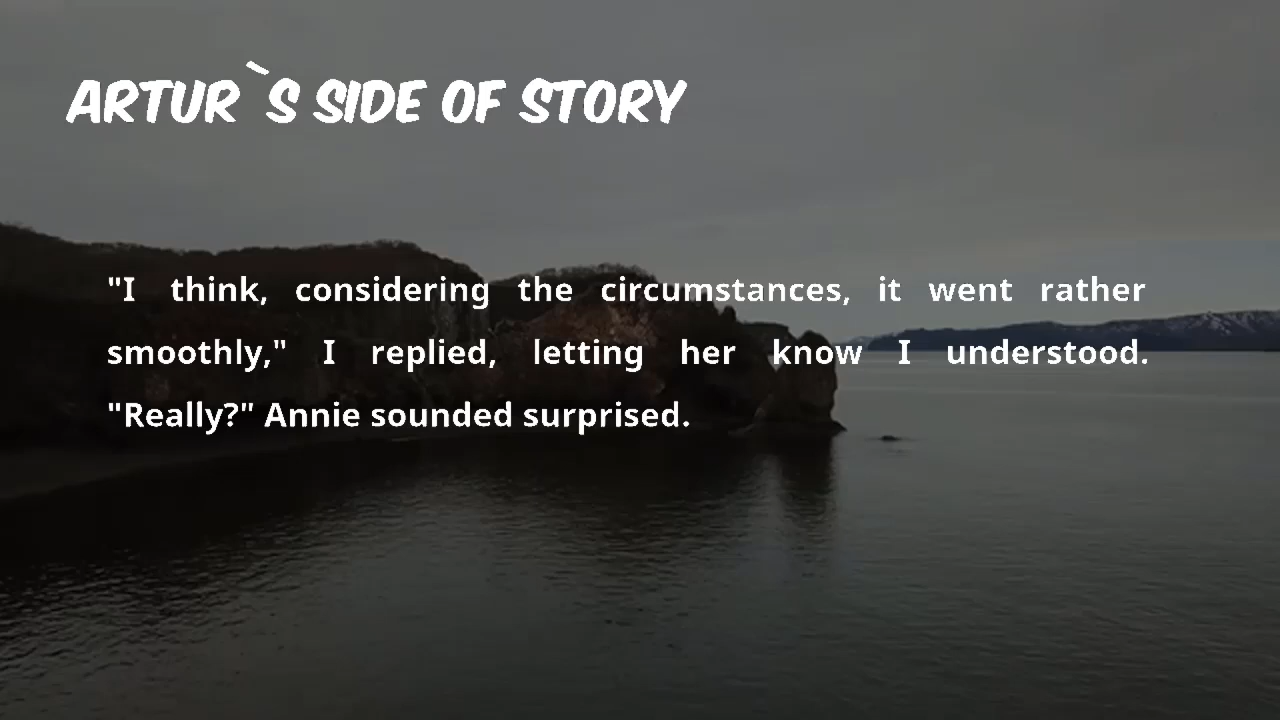 ARTUR`S SIDE OF STORY
"I think, considering the circumstances, it went rather
smoothly," I replied, letting her know I understood.
"Really?" Annie sounded surprised.